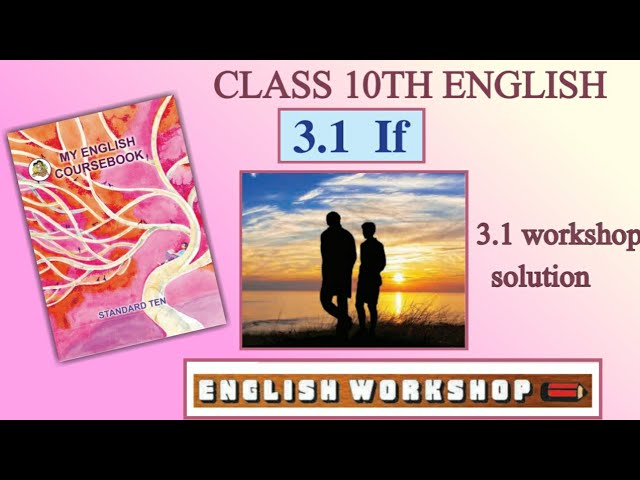 CLASS 10TH ENGLISH
3.1 If
MY ENGLISH
COURSEBOOK
STANDARD TEN
3.1 workshop
solution
ENGLISH WORKSHOP